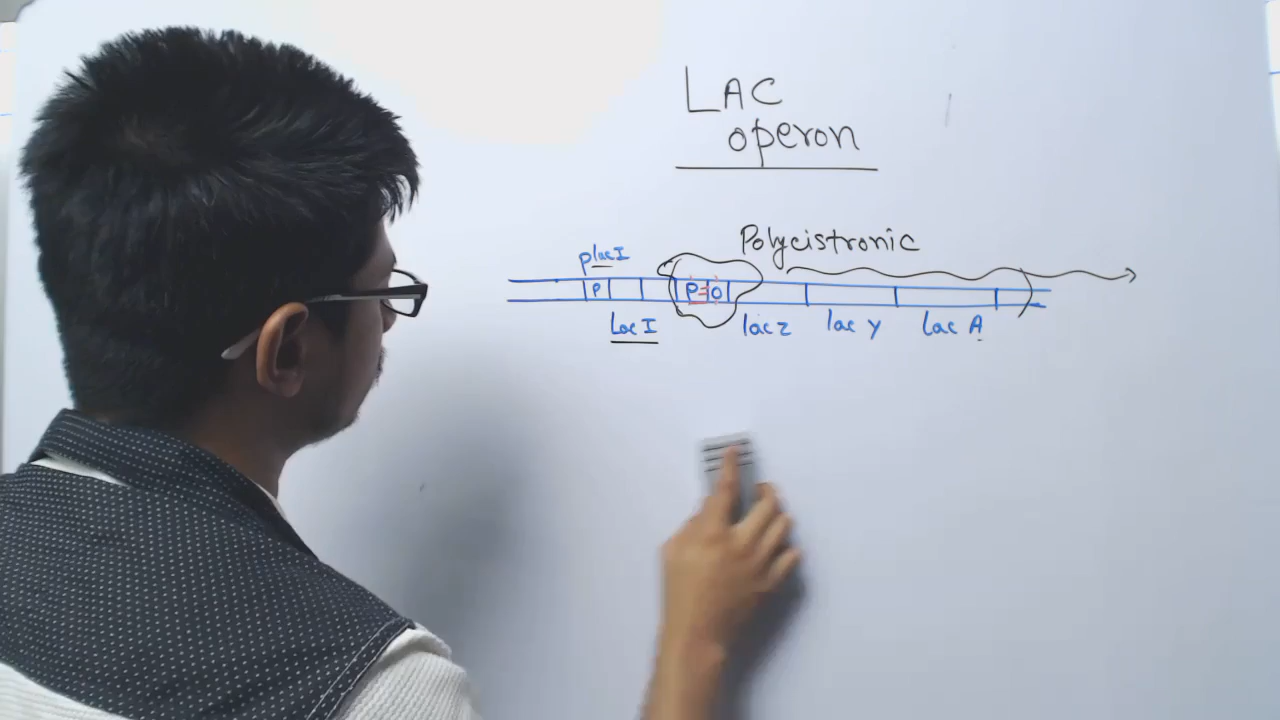 LAC
operon
Polycistronic
placI
P P O
Lac I lac z lac y Lac A